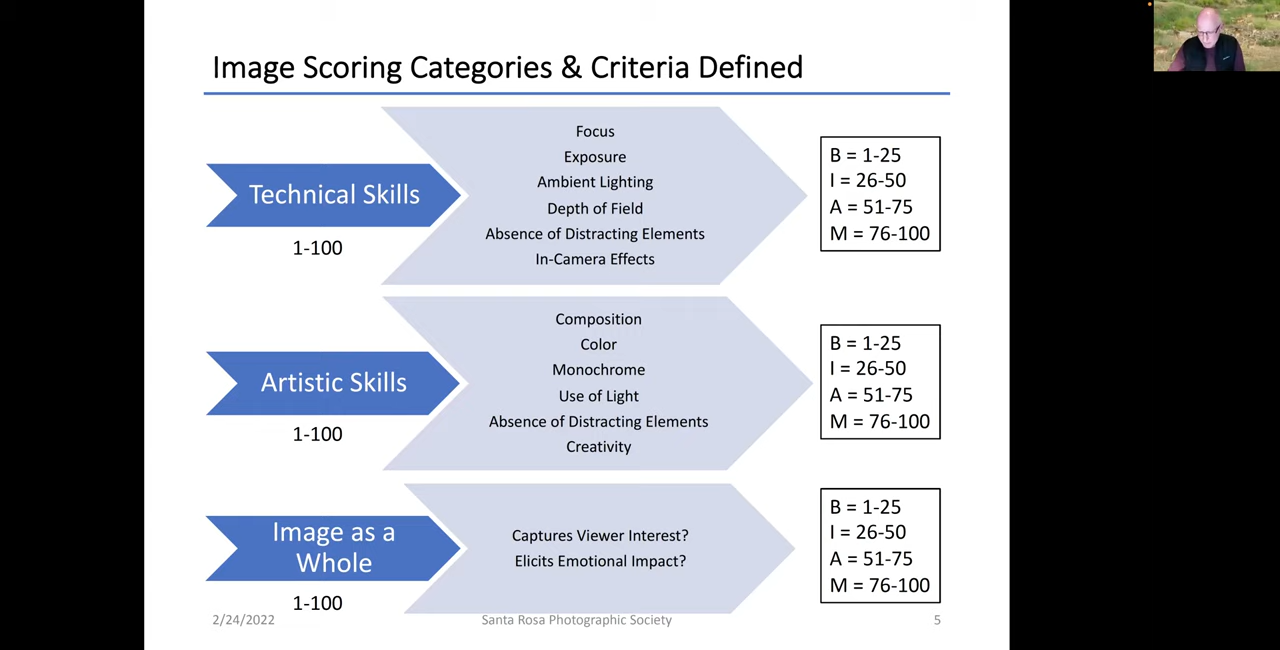 Image Scoring Categories & Criteria Defined
Technical Skills
1-100
Focus
Exposure
Ambient Lighting
Depth of Field
Absence of Distracting Elements
In-Camera Effects
B = 1-25
I = 26-50
A = 51-75
M = 76-100
Artistic Skills
1-100
Composition
Color
Monochrome
Use of Light
Absence of Distracting Elements
Creativity
B = 1-25
I = 26-50
A = 51-75
M = 76-100
Image as a
Whole
1-100
Captures Viewer Interest?
Elicits Emotional Impact?
B = 1-25
I = 26-50
A = 51-75
M = 76-100
2/24/2022
Santa Rosa Photographic Society
5